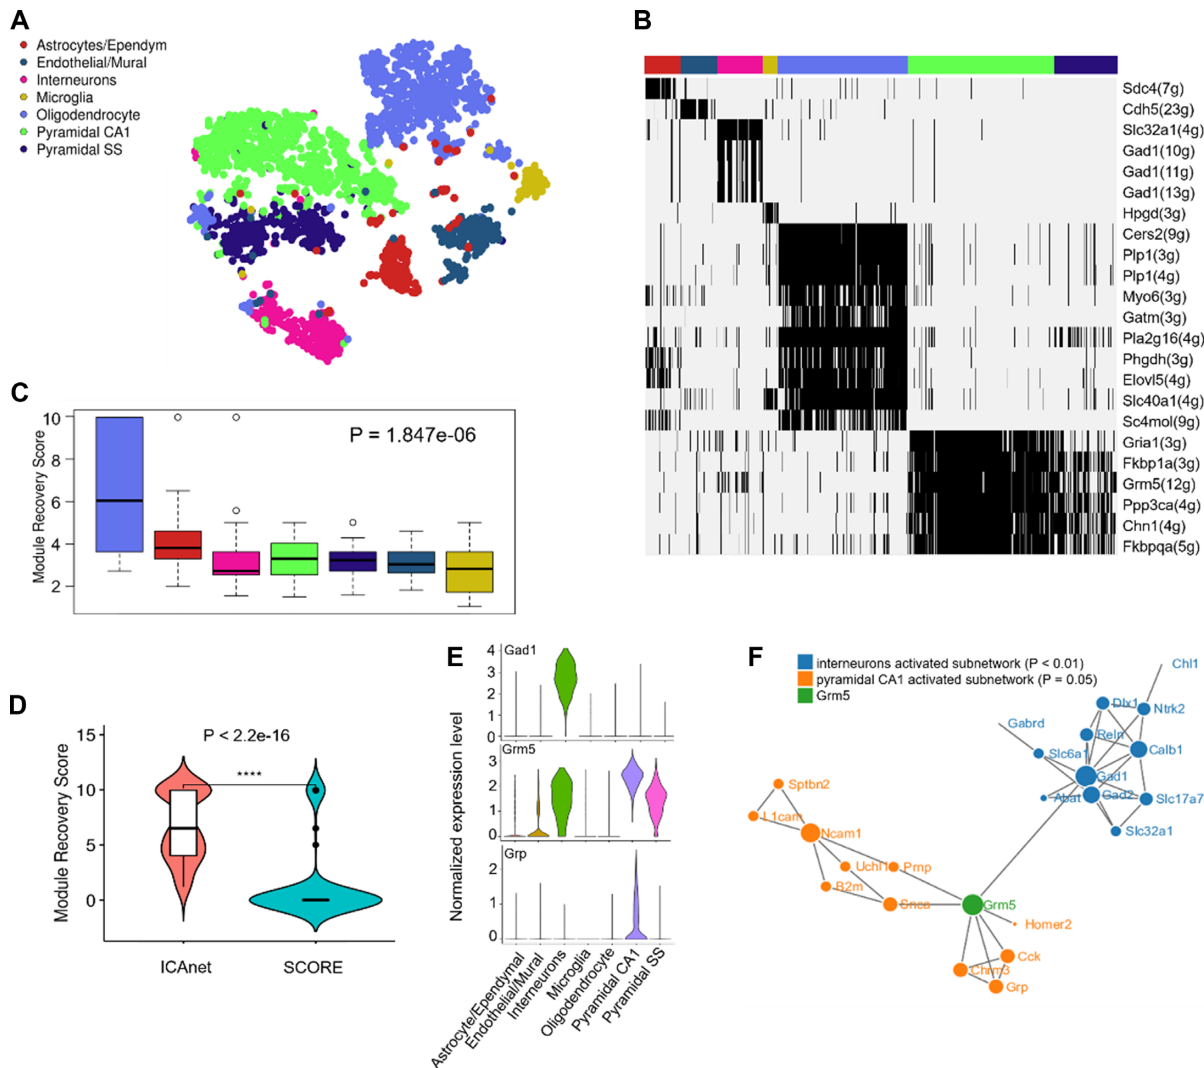 A
Astrocytes/Ependym
Endothelial/Mural
Interneurons
Microglia
Oligodendrocyte
Pyramidal CA1
Pyramidal SS
B
Sdc4(7g)
Cdh5(23g)
Slc32a1(4g)
Gad1(10g)
Gad1(11g)
Gad1(13g)
Hpgd(3g)
Cers2(9g)
Plp1(3g)
Plp1(4g)
Myo6(3g)
Gatm(3g)
Pla2g16(4g)
Phgdh(3g)
Elovl5(4g)
Slc40a1(4g)
Sc4mol(9g)
Gria1(3g)
Fkbp1a(3g)
Grm5(12g)
Ppp3ca(4g)
Chn1(4g)
Fkbpqa(5g)
C
Module Recovery Score
10
8
6
4
2
P = 1.847e-06
D
Module Recovery Score
15
10
5
0
P < 2.2e-16
****
ICAnet
SCORE
E
Normalized expression level
Gad1
4
3
2
1
0
Grm5
3
2
1
0
Grp
2
1
0
Astrocyte/Ependymal
Endothelial/Mural
Interneurons
Microglia
Oligodendrocyte
Pyramidal CA1
Pyramidal SS
F
interneurons activated subnetwork (P < 0.01)
pyramidal CA1 activated subnetwork (P = 0.05)
Grm5
Chl1
Dlx1
Ntrk2
Gabrd
Reln
Slc6a1
Calb1
Gad1
Abat
Gad2
Slc17a7
Slc32a1
Sptbn2
L1cam
Ncam1
Uchl1
Prnp
B2m
Snca
Grm5
Homer2
Cck
Chrm3
Grp